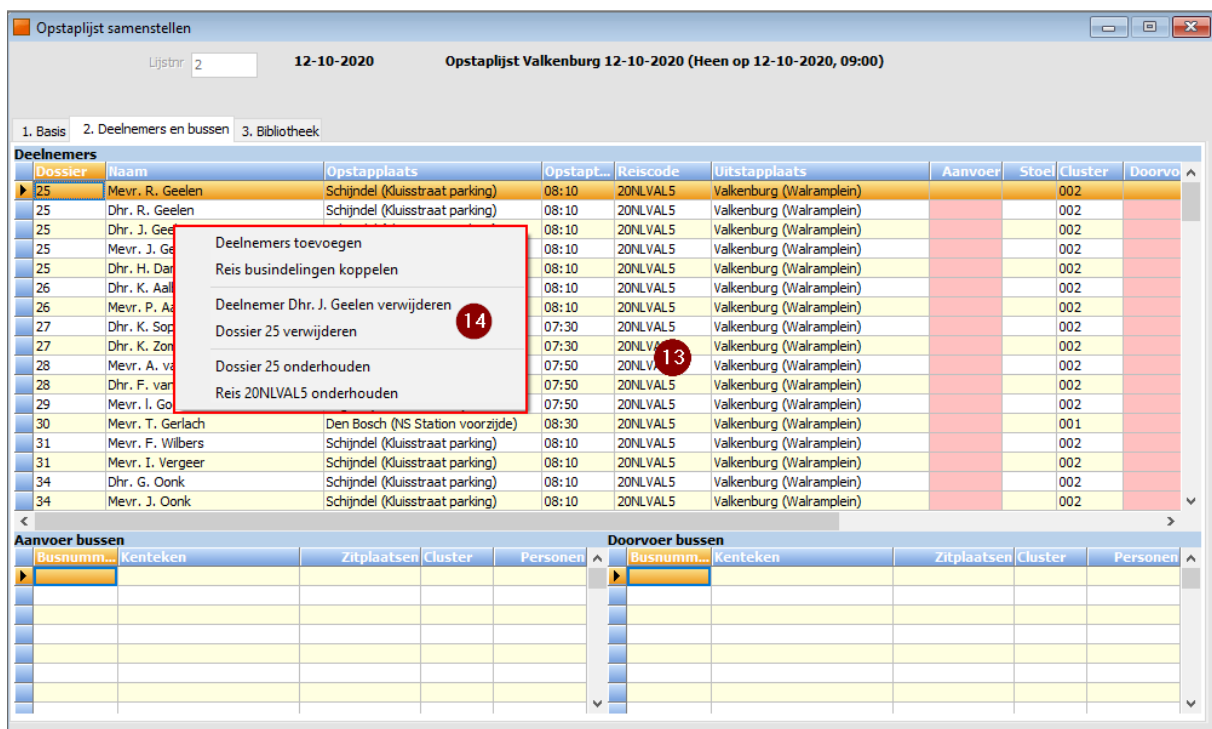 Opstaplijst samenstellen
Lijstnr 2 12-10-2020 Opstaplijst Valkenburg 12-10-2020 (Heen op 12-10-2020, 09:00)
1. Basis 2. Deelnemers en bussen 3. Bibliotheek
Deelnemers
Dossier Naam Opstapplaats Opstapt... Reiscode Uitstapplaats Aanvoer Stoel Cluster Doorvo
25 Mevr. R. Geelen Schijndel (Kluisstraat parking) 08:10 20NLVAL5 Valkenburg (Walramplein) 002
25 Dhr. R. Geelen Schijndel (Kluisstraat parking) 08:10 20NLVAL5 Valkenburg (Walramplein) 002
25 Dhr. J. Gee 08:10 20NLVAL5 Valkenburg (Walramplein) 002
25 Mevr. J. Ge 08:10 20NLVAL5 Valkenburg (Walramplein) 002
25 Dhr. H. Dar 08:10 20NLVAL5 Valkenburg (Walramplein) 002
26 Dhr. K. Aal 08:10 20NLVAL5 Valkenburg (Walramplein) 002
26 Mevr. P. Aa 08:10 20NLVAL5 Valkenburg (Walramplein) 002
27 Dhr. K. Sop 07:30 20NLVAL5 Valkenburg (Walramplein) 002
27 Dhr. K. Zon 07:30 20NLVA Valkenburg (Walramplein) 002
28 Mevr. A. va 07:50 20NLV Valkenburg (Walramplein) 002
28 Dhr. F. van 07:50 20NLVAL5 Valkenburg (Walramplein) 002
29 Mevr. l. Go 07:50 20NLVAL5 Valkenburg (Walramplein) 002
30 Mevr. T. Gerlach Den Bosch (NS Station voorzijde) 08:30 20NLVAL5 Valkenburg (Walramplein) 001
31 Mevr. F. Wilbers Schijndel (Kluisstraat parking) 08:10 20NLVAL5 Valkenburg (Walramplein) 002
31 Mevr. I. Vergeer Schijndel (Kluisstraat parking) 08:10 20NLVAL5 Valkenburg (Walramplein) 002
34 Dhr. G. Oonk Schijndel (Kluisstraat parking) 08:10 20NLVAL5 Valkenburg (Walramplein) 002
34 Mevr. J. Oonk Schijndel (Kluisstraat parking) 08:10 20NLVAL5 Valkenburg (Walramplein) 002
Deelnemers toevoegen
Reis busindelingen koppelen
Deelnemer Dhr. J. Geelen verwijderen
14
Dossier 25 verwijderen
13
Dossier 25 onderhouden
Reis 20NLVAL5 onderhouden
Aanvoer bussen
Busnumm... Kenteken Zitplaatsen Cluster Personen
Doorvoer bussen
Busnumm... Kenteken Zitplaatsen Cluster Personen